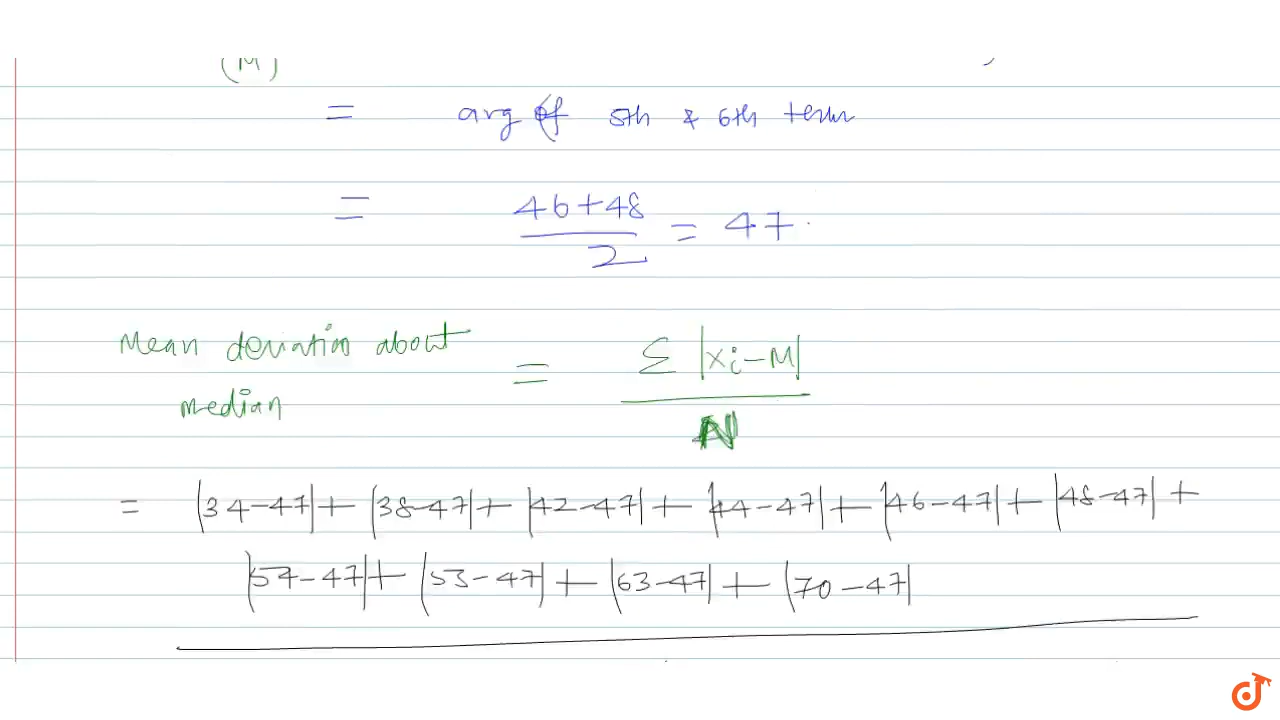 (M)
= avg of 5th & 6th term
= 46+48 / 2 = 47
Mean deviation about median = Σ |xi-M| / N
= |34-47| + |38-47| + |42-47| + |44-47| + |46-47| + |48-47| +
|54-47| + |53-47| + |63-47| + |70-47|